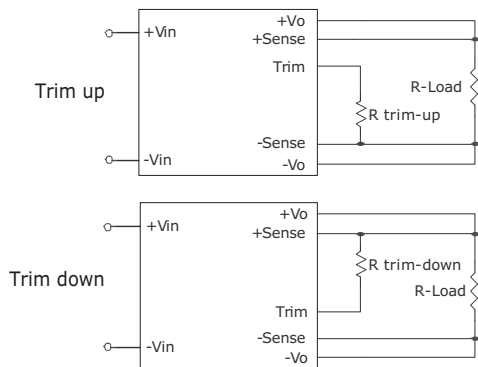 +Vo
+Vin
+Sense
Trim
R-Load
Trim up
R trim-up
-Sense
-Vin
-Vo
+Vo
+Vin
+Sense
R trim-down
Trim down
R-Load
Trim
-Sense
-Vin
-Vo